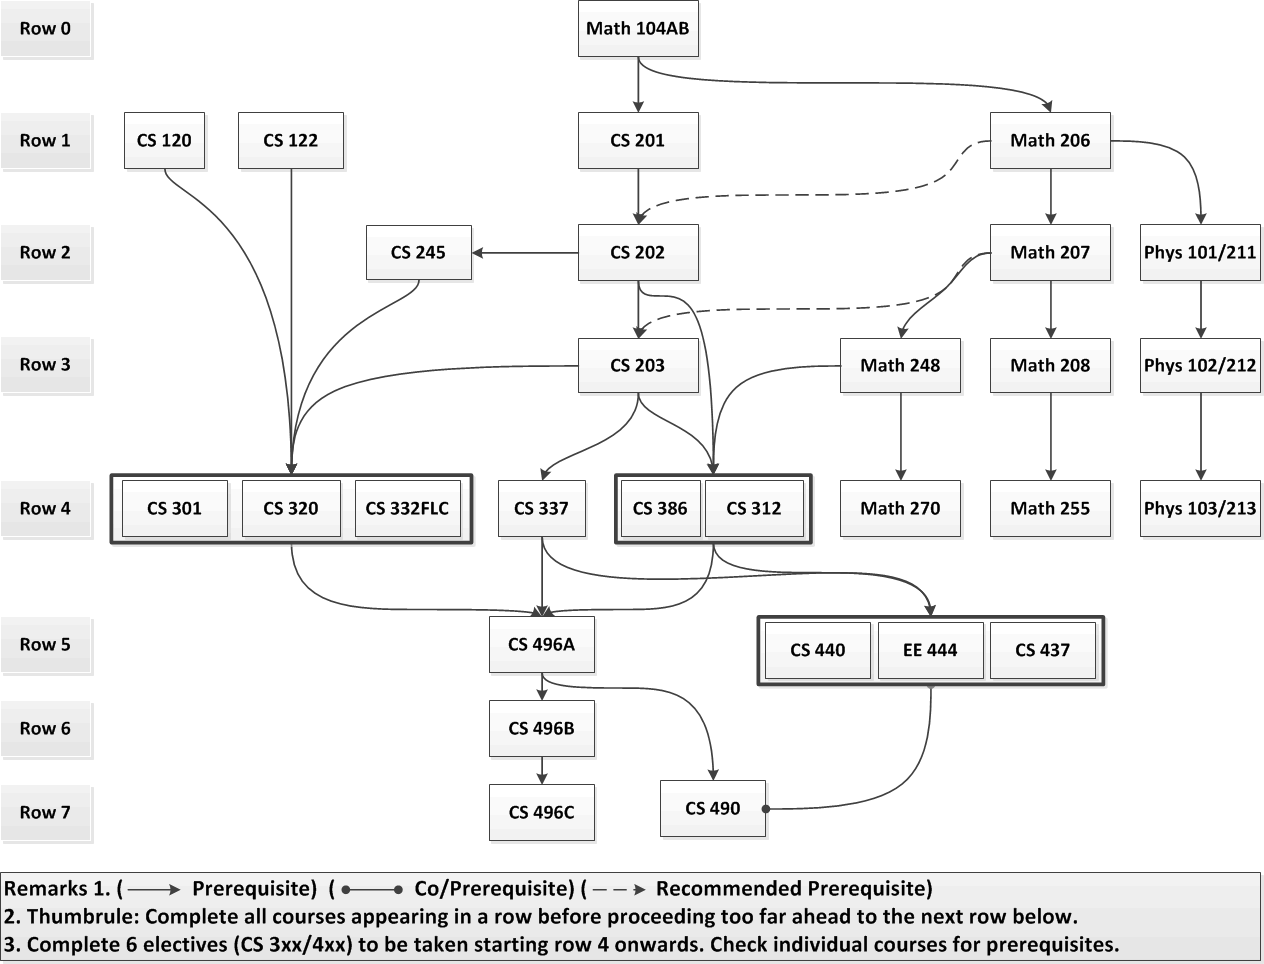 Row 0
Math 104AB
Row 1
CS 120
CS 122
CS 201
Math 206
Row 2
CS 245
CS 202
Math 207
Phys 101/211
Row 3
CS 203
Math 248
Math 208
Phys 102/212
Row 4
CS 301
CS 320
CS 332FLC
CS 337
CS 386
CS 312
Math 270
Math 255
Phys 103/213
Row 5
CS 496A
CS 440
EE 444
CS 437
Row 6
CS 496B
Row 7
CS 496C
CS 490
Remarks 1. ( Prerequisite) ( Co/Prerequisite) ( Recommended Prerequisite)
2. Thumbrule: Complete all courses appearing in a row before proceeding too far ahead to the next row below.
3. Complete 6 electives (CS 3xx/4xx) to be taken starting row 4 onwards. Check individual courses for prerequisites.